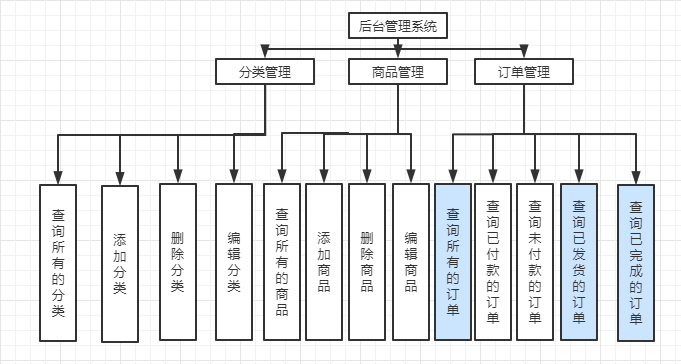 后台管理系统
分类管理
商品管理
订单管理
查询所有的分类
添加分类
删除分类
编辑分类
查询所有的商品
添加商品
删除商品
编辑商品
查询所有的订单
查询已付款的订单
查询未付款的订单
查询已发货的订单
查询已完成的订单